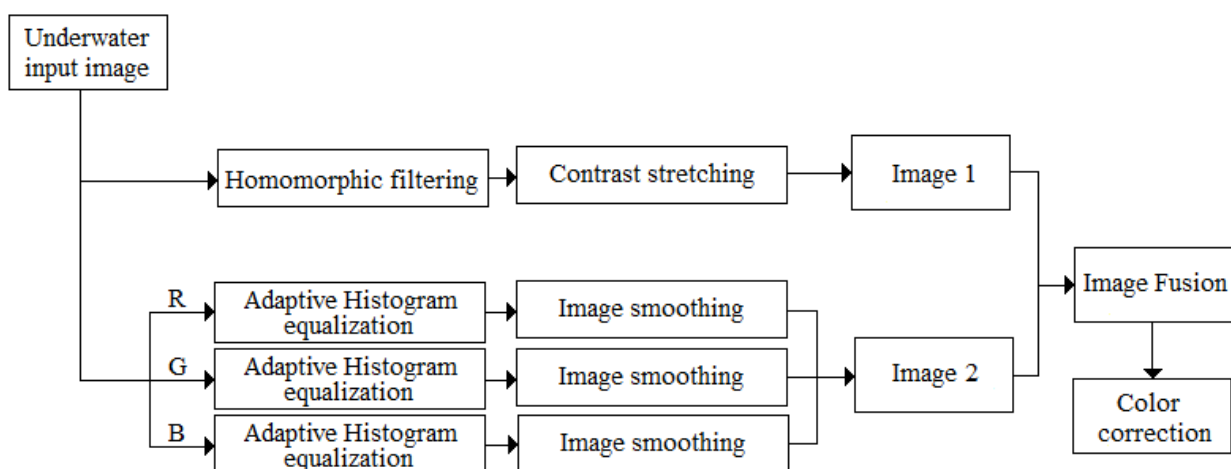 Underwater
input image
Homomorphic filtering
Contrast stretching
Image 1
R
Adaptive Histogram
equalization
Image smoothing
G
Adaptive Histogram
equalization
Image smoothing
B
Adaptive Histogram
equalization
Image smoothing
Image 2
Image Fusion
Color
correction